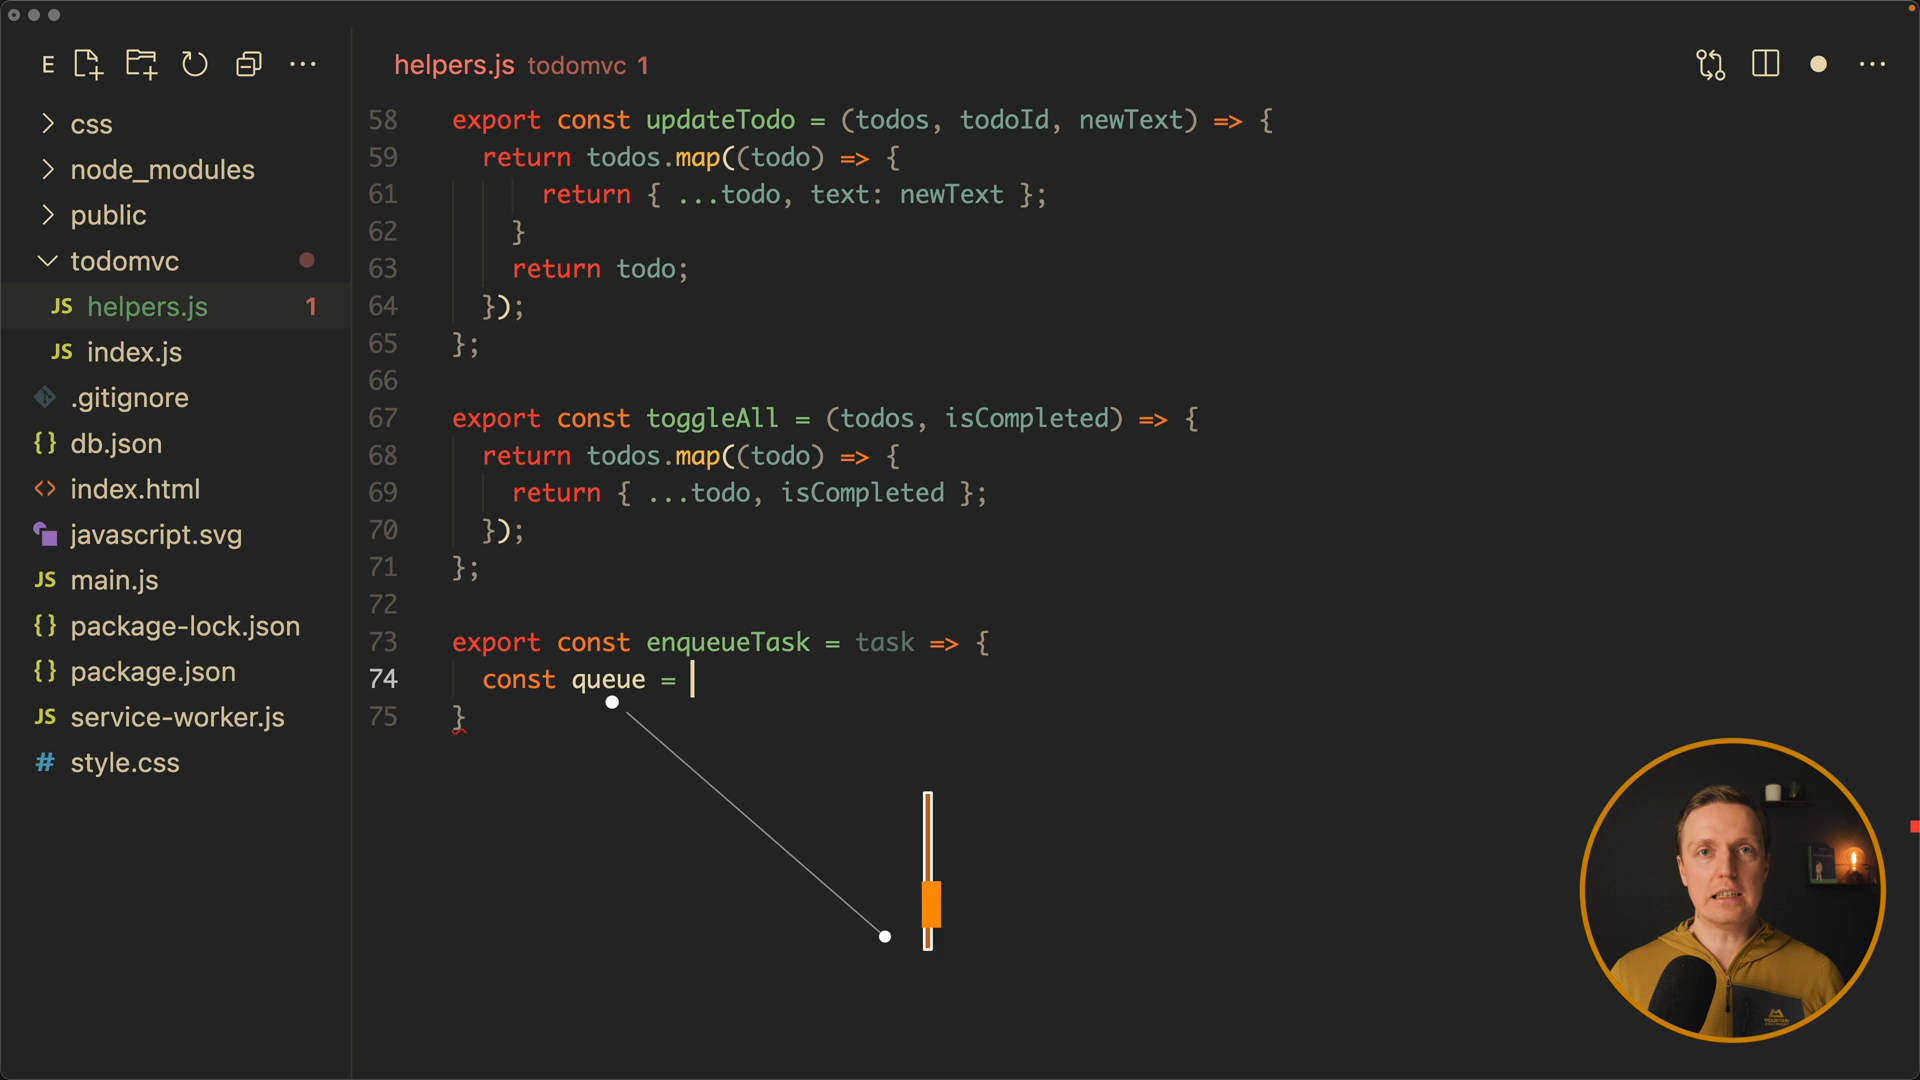 E
helpers.js todomvc 1
css
node_modules
public
todomvc
JS helpers.js 1
JS index.js
.gitignore
{} db.json
<> index.html
javascript.svg
JS main.js
{} package-lock.json
{} package.json
JS service-worker.js
# style.css
58 export const updateTodo = (todos, todoId, newText) => {
59 return todos.map((todo) => {
61 return { ...todo, text: newText };
62 }
63 return todo;
64 });
65 };
66
67 export const toggleAll = (todos, isCompleted) => {
68 return todos.map((todo) => {
69 return { ...todo, isCompleted };
70 });
71 };
72
73 export const enqueueTask = task => {
74 const queue =
75 }